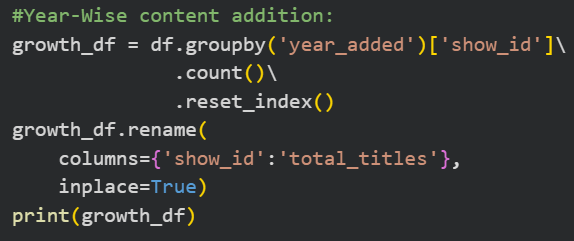 #Year-Wise content addition:
growth_df = df.groupby('year_added')['show_id']\
              .count()\
              .reset_index()
growth_df.rename(
    columns={'show_id':'total_titles'},
    inplace=True)
print(growth_df)